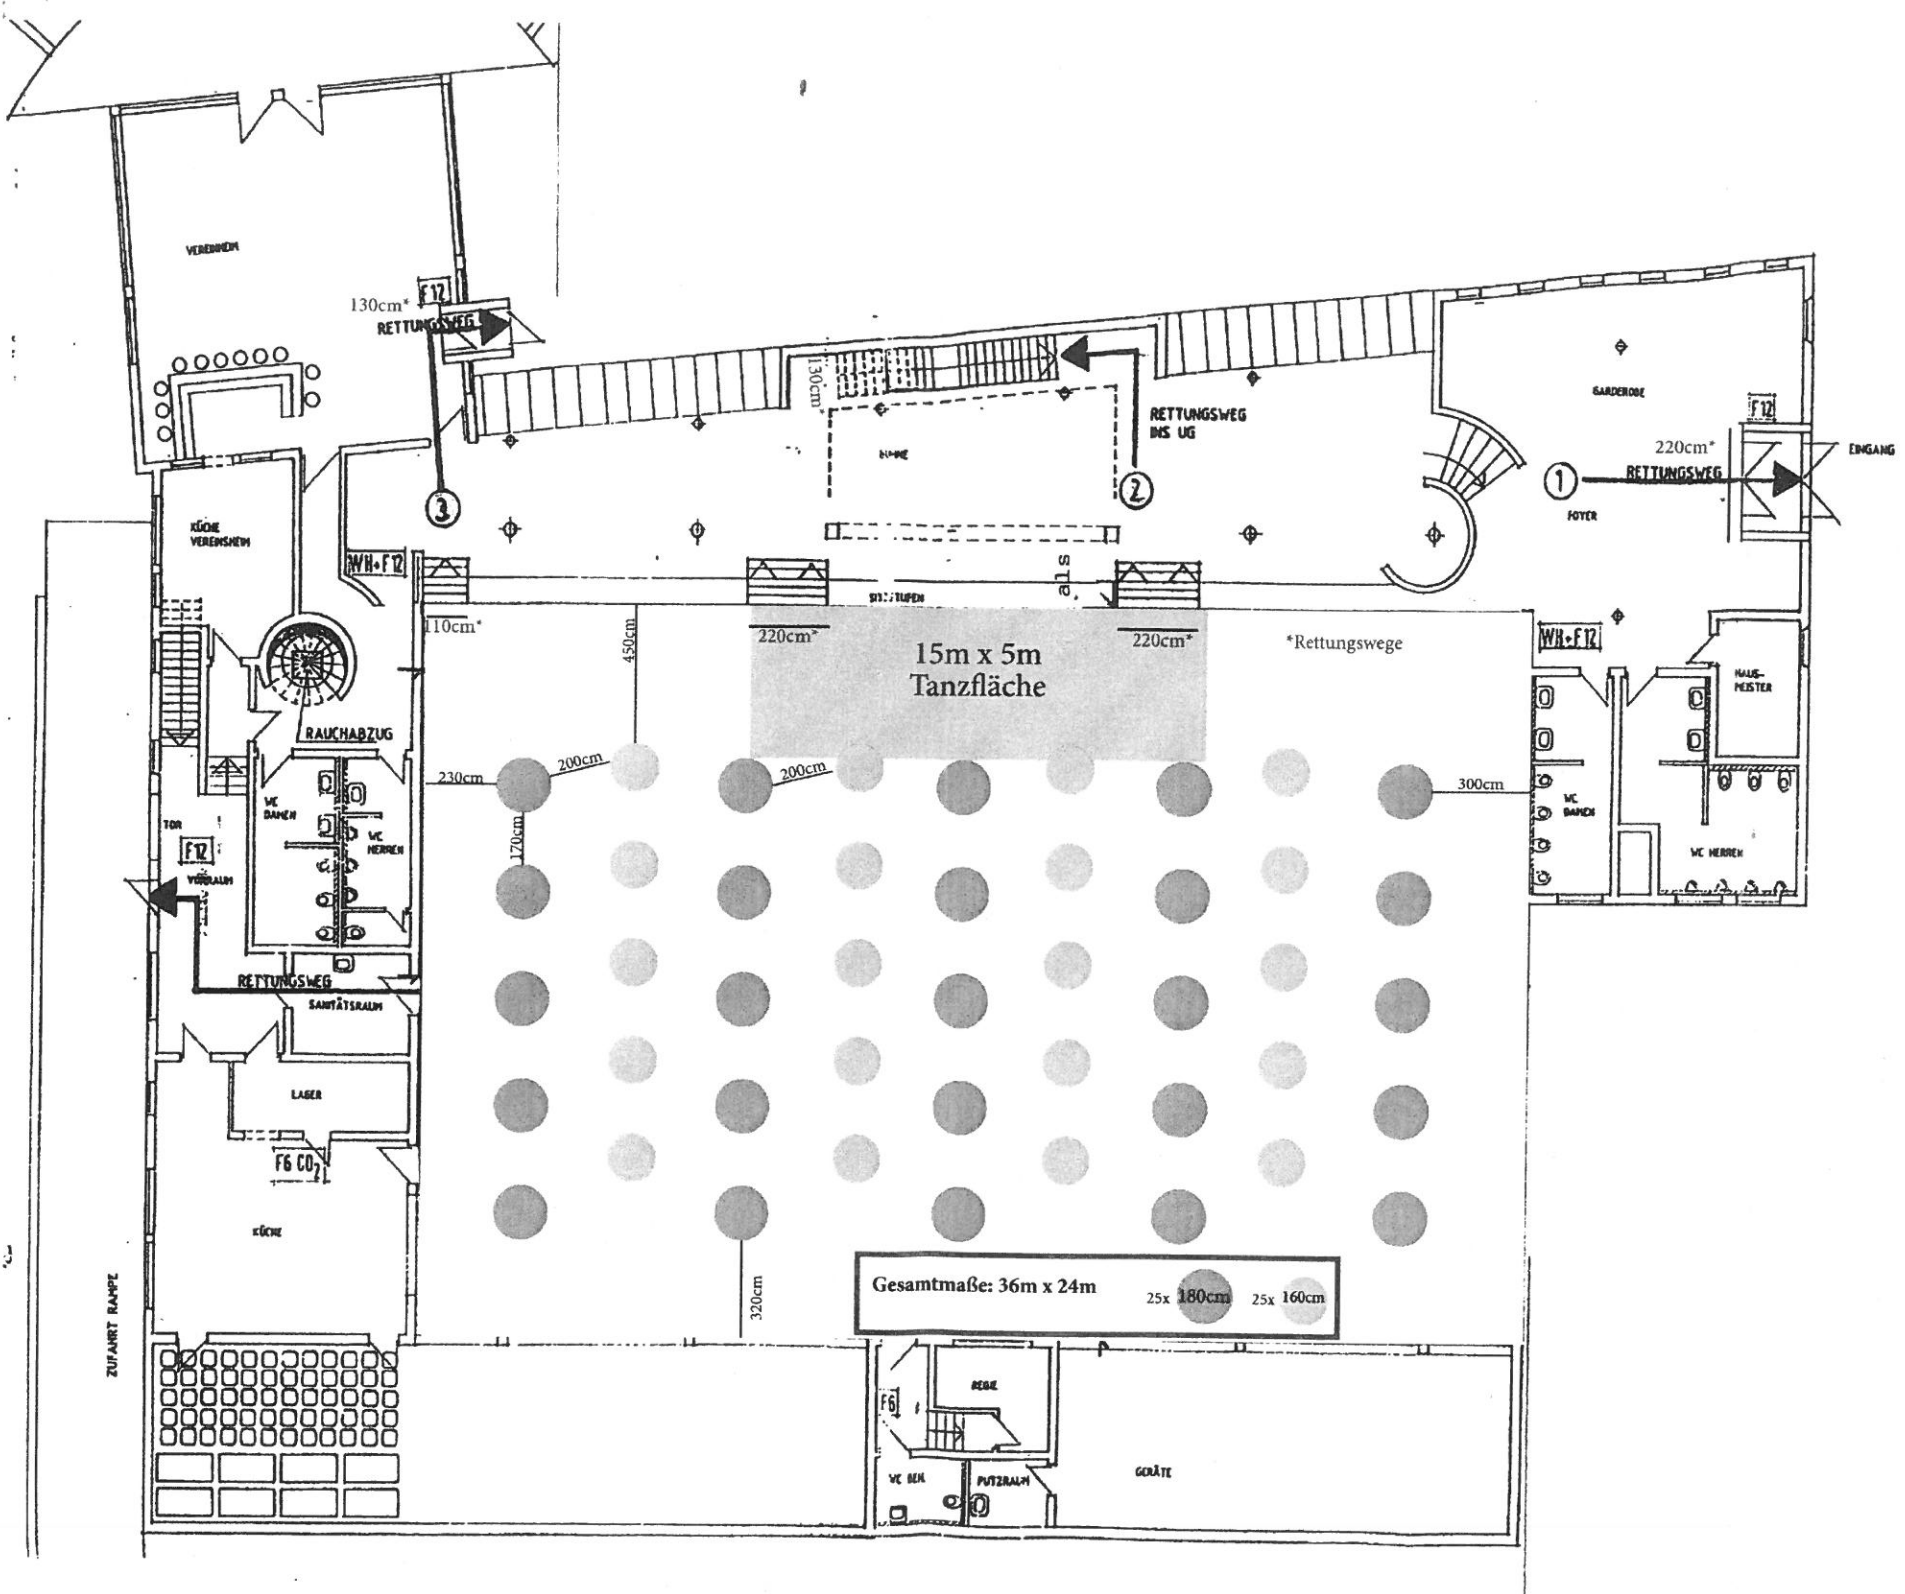 VEREINHEIM
F12
130cm*
RETTUNGSWEG
130cm*
RETTUNGSWEG
INS UG
GARDEROBE
F12
220cm*
RETTUNGSWEG
EINGANG
1
2
3
FOYER
KÜCHE
VEREINSHEIM
WH+F12
als
110cm*
450cm
220cm*
220cm*
15m x 5m
Tanzfläche
*Rettungswege
WH+F12
HAUS-
MEISTER
RAUCHABZUG
230cm
200cm
200cm
300cm
170cm
WC
DAMEN
WC
HERREN
TOR
F12
VORRAUM
WC
DAMEN
WC HERREN
RETTUNGSWEG
SANITÄTSRAUM
LAGER
F6 CO2
KÜCHE
ZUFAHRT RAMPE
320cm
Gesamtmaße: 36m x 24m
25x 180cm
25x 160cm
F6
REGIE
WC BEH.
PUTZRAUM
GERÄTE